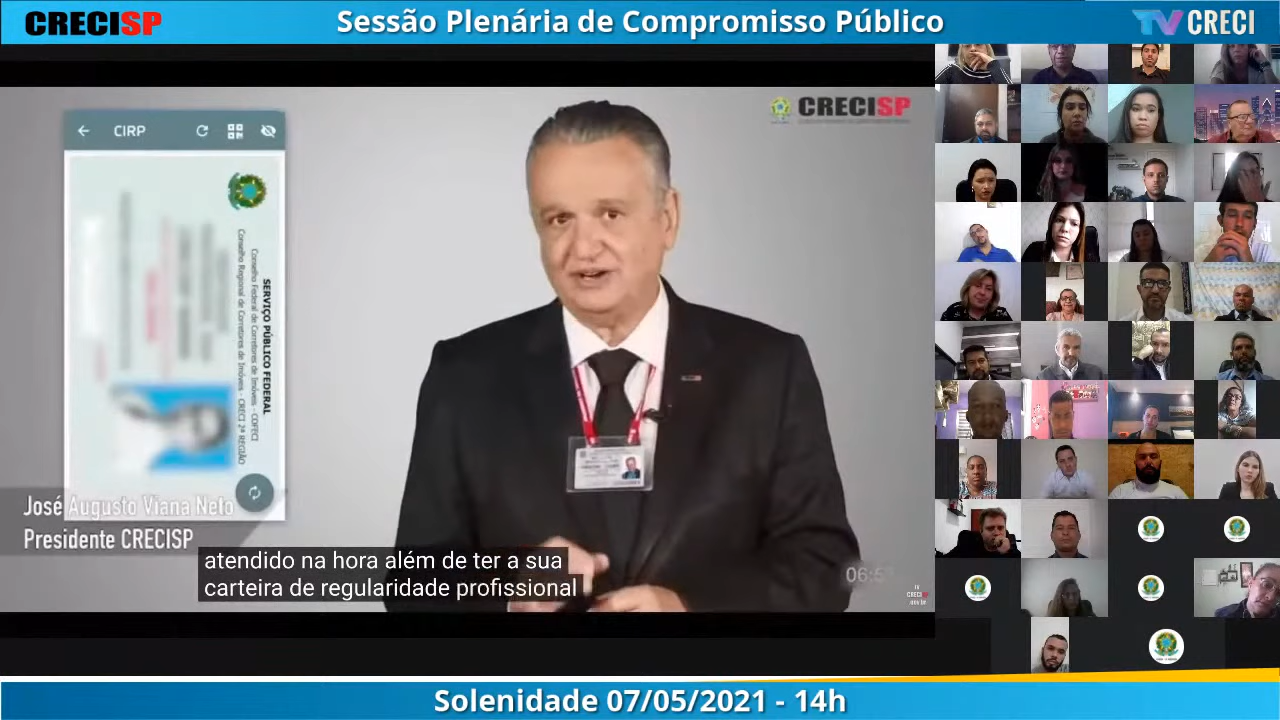 CRECISP
Sessão Plenária de Compromisso Público
TV CRECI
CIRP
CRECISP
SERVIÇO PÚBLICO FEDERAL
Conselho Federal de Corretores de Imóveis - COFECI
Conselho Regional de Corretores de Imóveis - CRECI 2ª REGIÃO
José Augusto Viana Neto
Presidente CRECISP
atendido na hora além de ter a sua
carteira de regularidade profissional
Solenidade 07/05/2021 - 14h